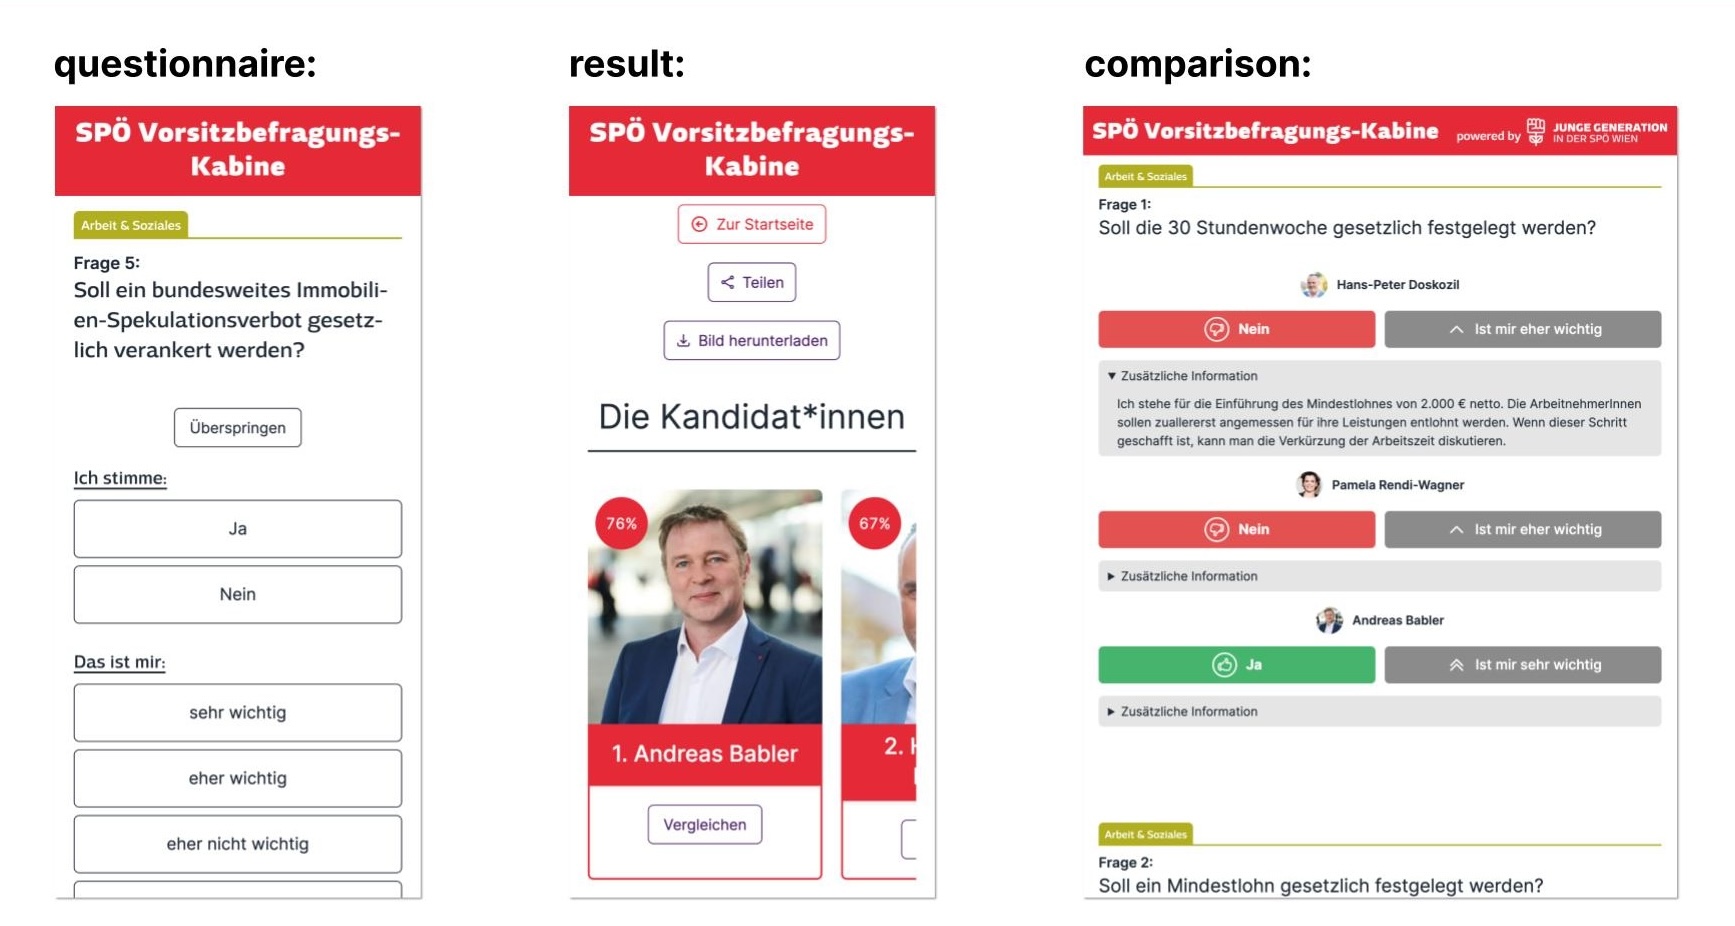 questionnaire:
SPÖ Vorsitzbefragungs-
Kabine
Arbeit & Soziales
Frage 5:
Soll ein bundesweites Immobili-
en-Spekulationsverbot gesetz-
lich verankert werden?
Überspringen
Ich stimme:
Ja
Nein
Das ist mir:
sehr wichtig
eher wichtig
eher nicht wichtig
result:
SPÖ Vorsitzbefragungs-
Kabine
Zur Startseite
Teilen
Bild herunterladen
Die Kandidat*innen
76%
67%
1. Andreas Babler
2.
Vergleichen
comparison:
SPÖ Vorsitzbefragungs-Kabine
powered by
JUNGE GENERATION
IN DER SPÖ WIEN
Arbeit & Soziales
Frage 1:
Soll die 30 Stundenwoche gesetzlich festgelegt werden?
Hans-Peter Doskozil
Nein
Ist mir eher wichtig
Zusätzliche Information
Ich stehe für die Einführung des Mindestlohnes von 2.000 € netto. Die ArbeitnehmerInnen
sollen zuallererst angemessen für ihre Leistungen entlohnt werden. Wenn dieser Schritt
geschafft ist, kann man die Verkürzung der Arbeitszeit diskutieren.
Pamela Rendi-Wagner
Nein
Ist mir eher wichtig
Zusätzliche Information
Andreas Babler
Ja
Ist mir sehr wichtig
Zusätzliche Information
Arbeit & Soziales
Frage 2:
Soll ein Mindestlohn gesetzlich festgelegt werden?